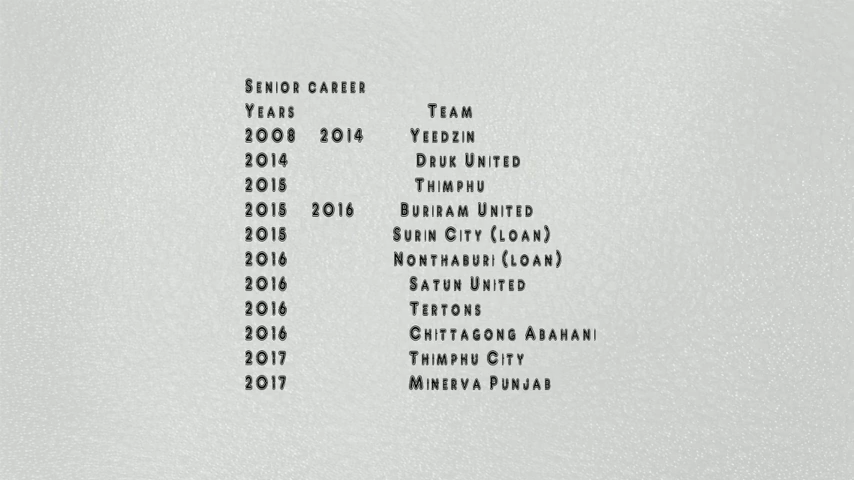 Senior career
Years Team
2008 2014 Yeedzin
2014 Druk United
2015 Thimphu
2015 2016 Buriram United
2015 Surin City (loan)
2016 Nonthaburi (loan)
2016 Satun United
2016 Tertons
2016 Chittagong Abahani
2017 Thimphu City
2017 Minerva Punjab